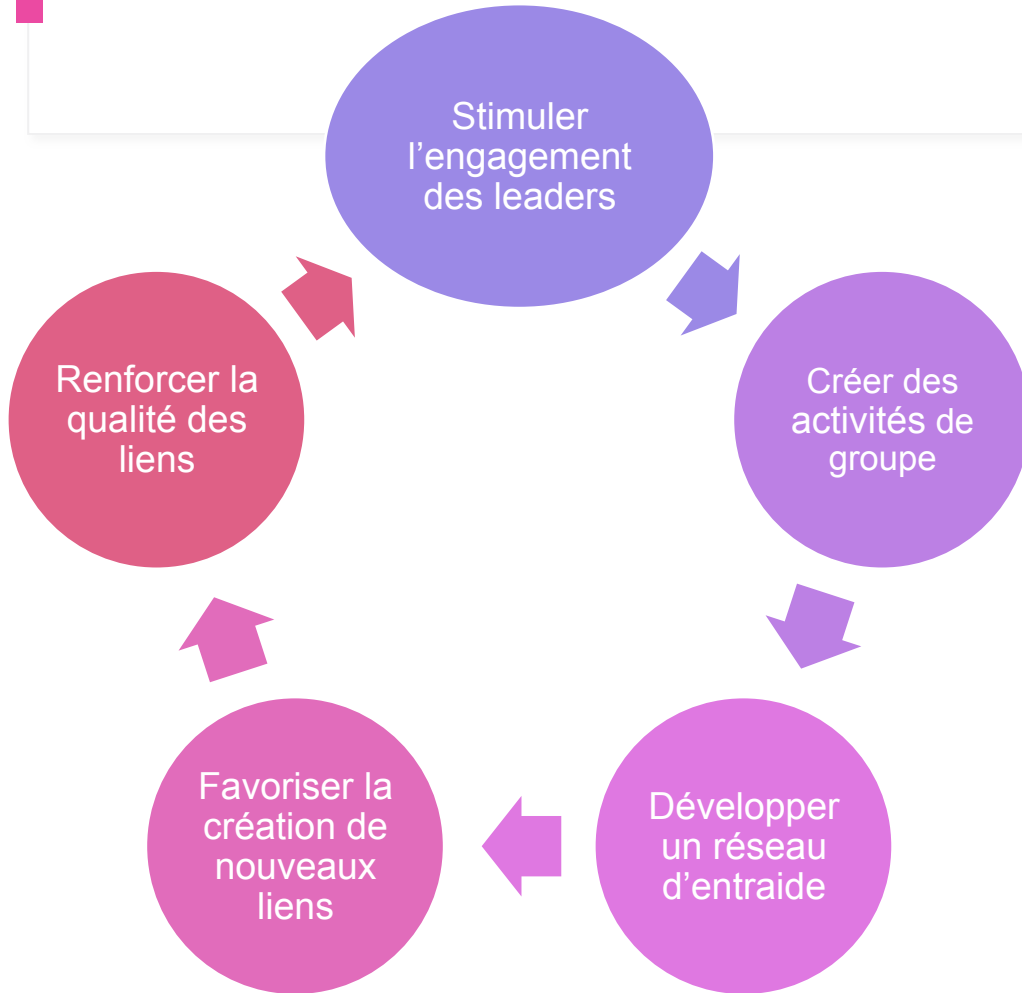 Stimuler
l’engagement
des leaders
Créer des
activités de
groupe
Développer
un réseau
d’entraide
Favoriser la
création de
nouveaux
liens
Renforcer la
qualité des
liens